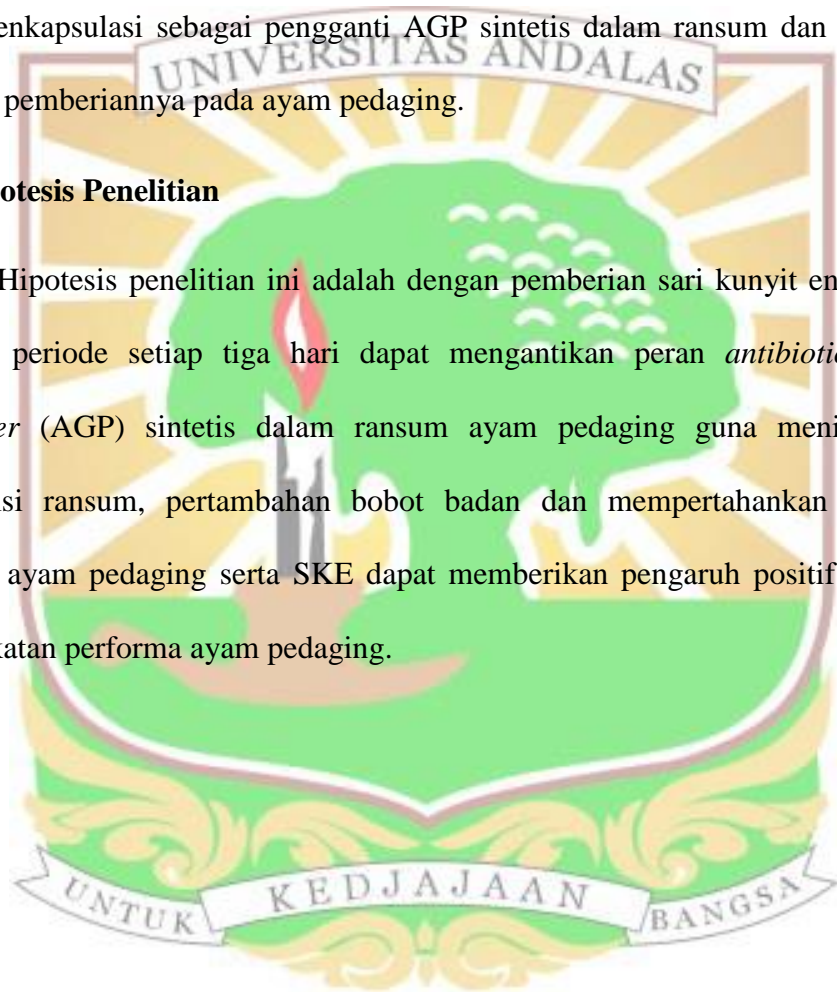 enkapsulasi sebagai pengganti AGP sintetis dalam ransum dan
UNIVERSITAS ANDALAS
pemberiannya pada ayam pedaging.
otesis Penelitian
Hipotesis penelitian ini adalah dengan pemberian sari kunyit en
periode setiap tiga hari dapat mengantikan peran antibiotic
er (AGP) sintetis dalam ransum ayam pedaging guna meni
si ransum, pertambahan bobot badan dan mempertahankan
ayam pedaging serta SKE dapat memberikan pengaruh positif
katan performa ayam pedaging.
UNTUK KEDJAJAAN BANGSA